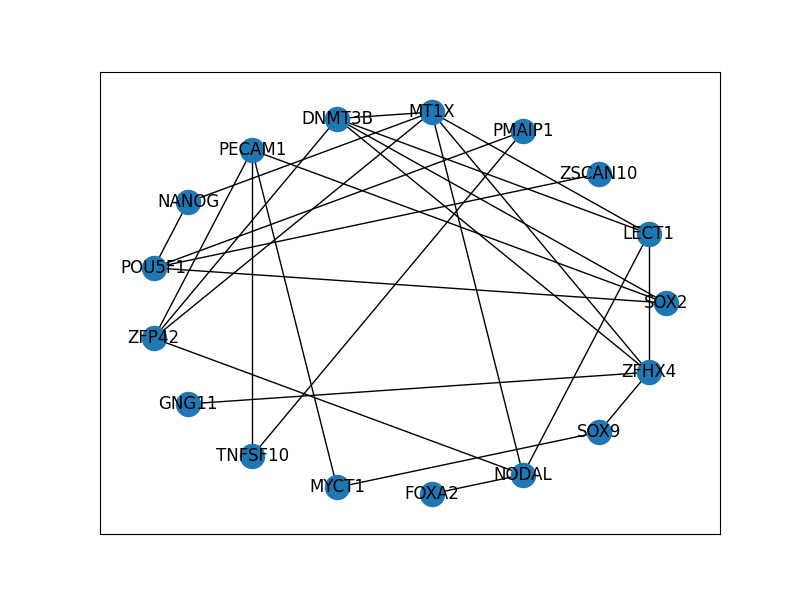 MT1X
DNMT3B
PMAIP1
PECAM1
ZSCAN10
NANOG
LECT1
POU5F1
SOX2
ZFP42
ZFHX4
GNG11
SOX9
TNFSF10
NODAL
MYCT1
FOXA2